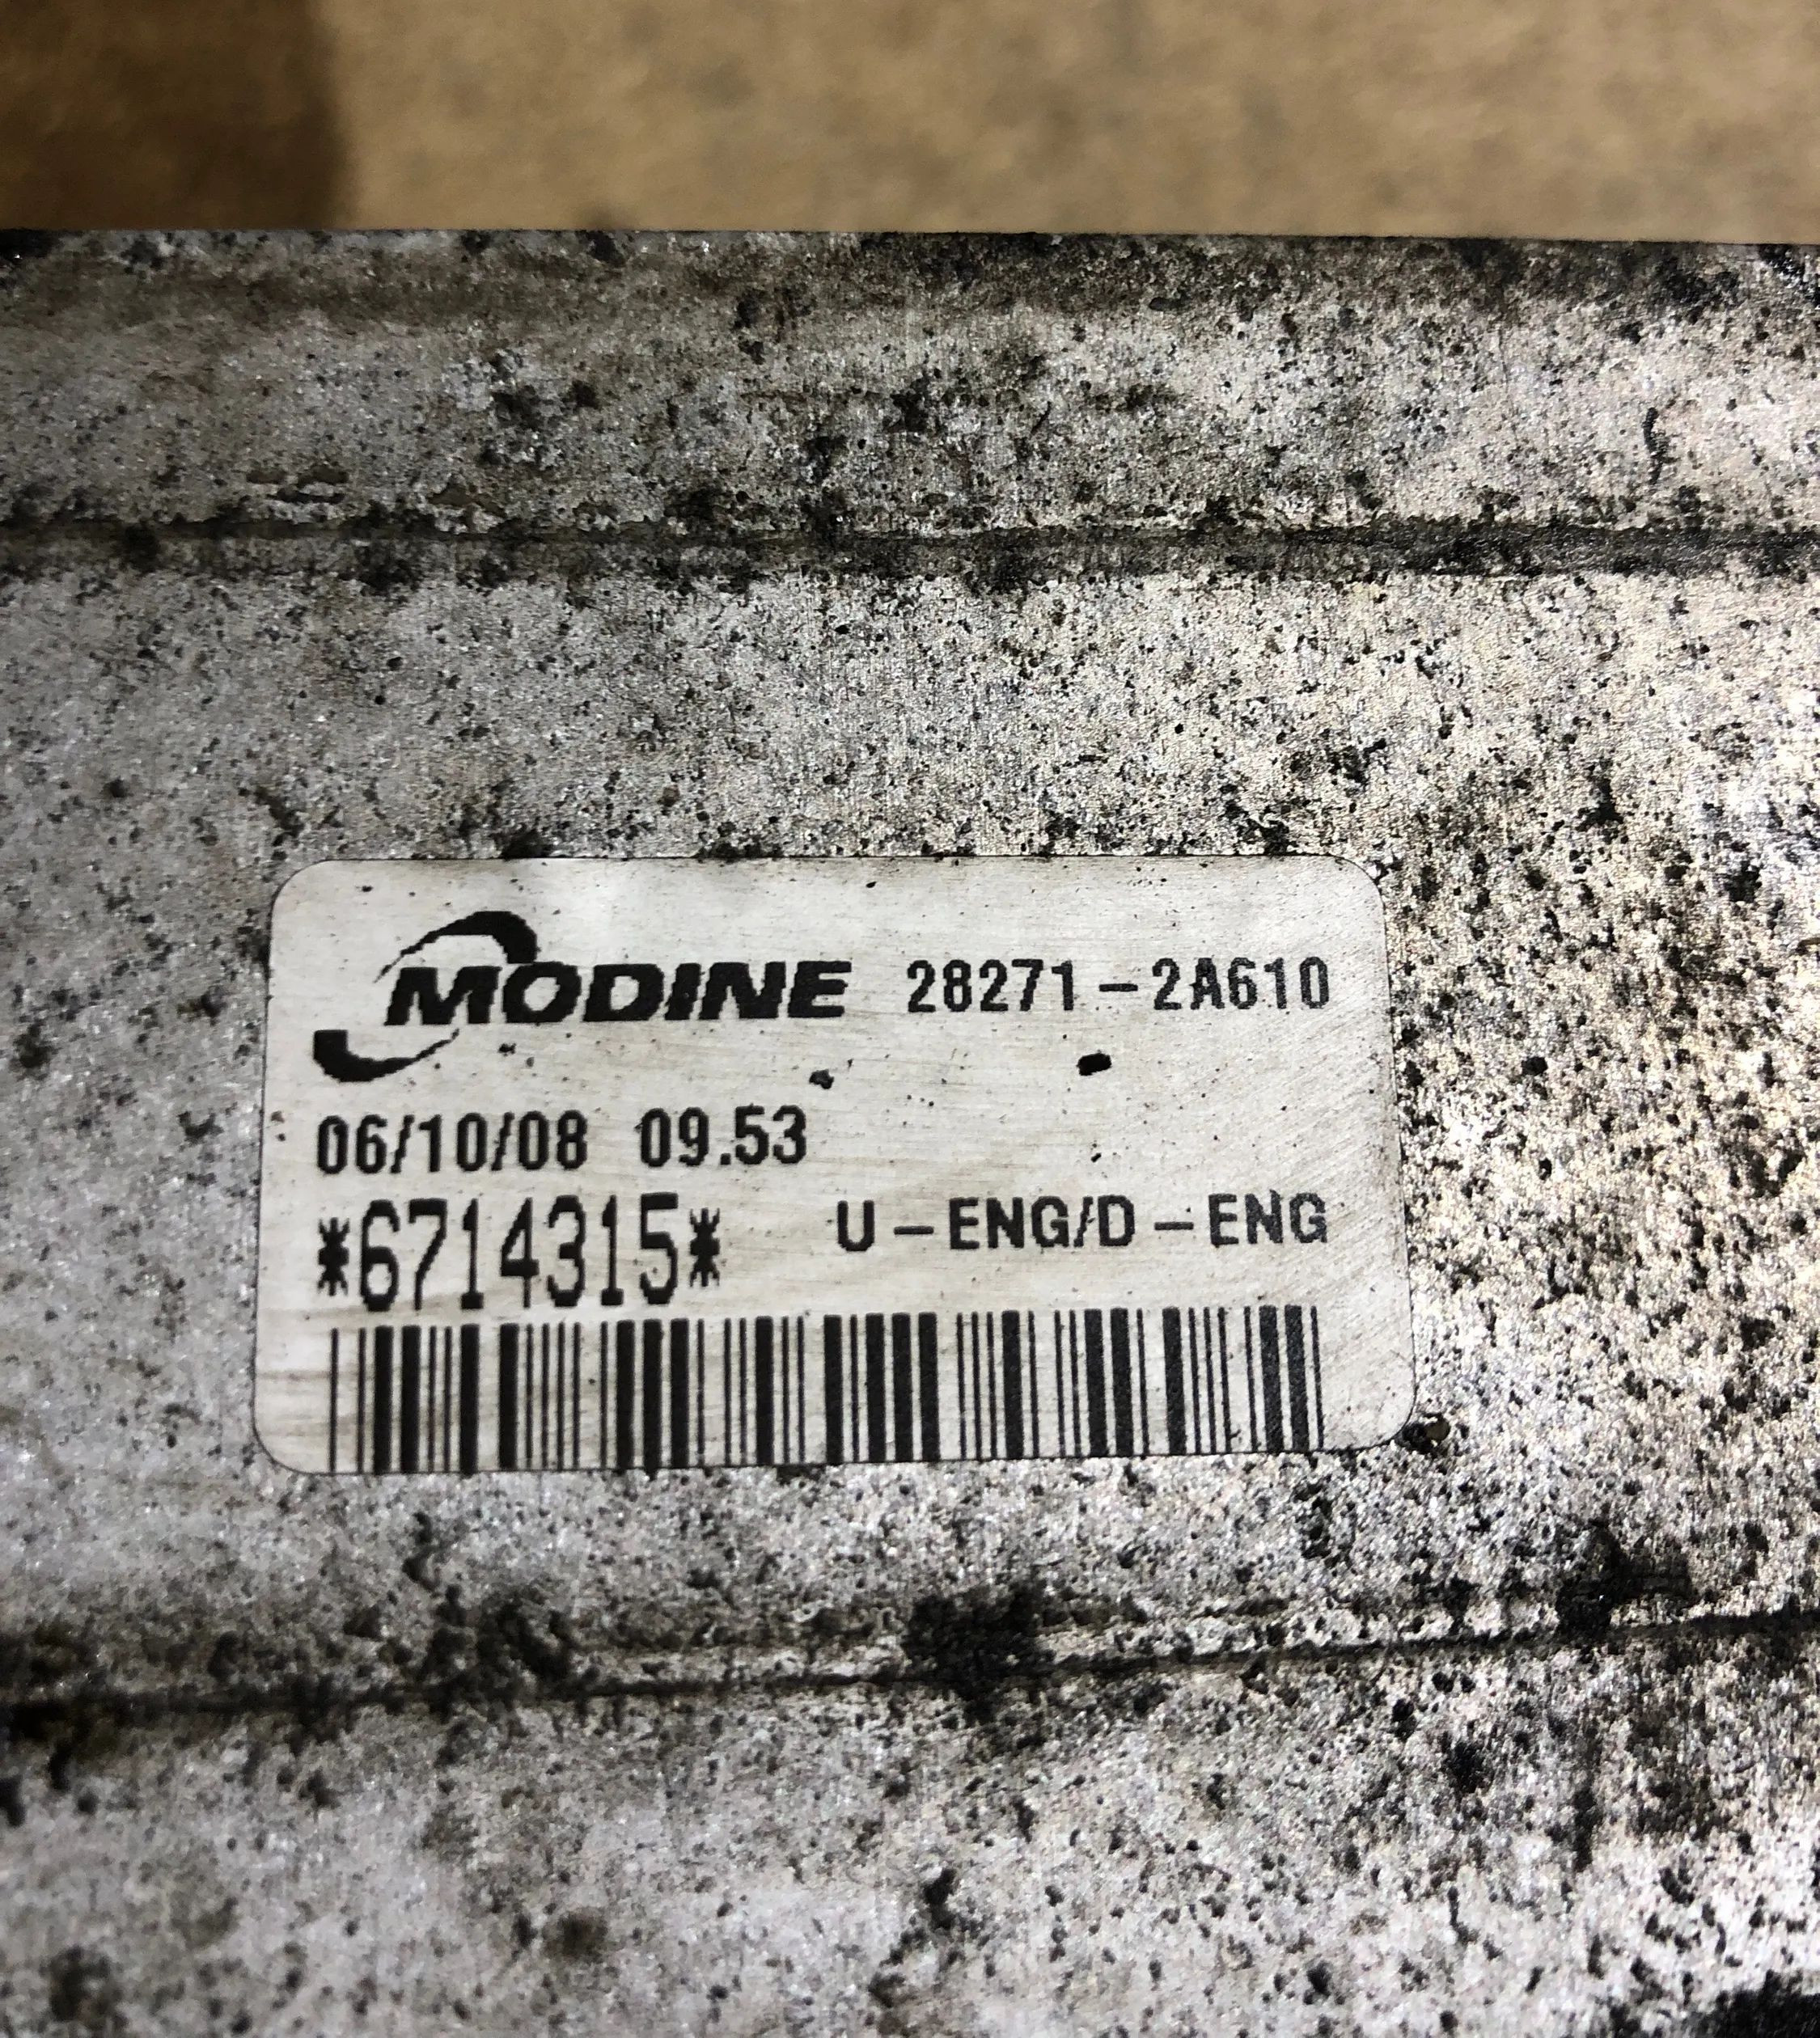 MODINE 28271-2A610
06/10/08 09.53
*6714315* U-ENG/D-ENG